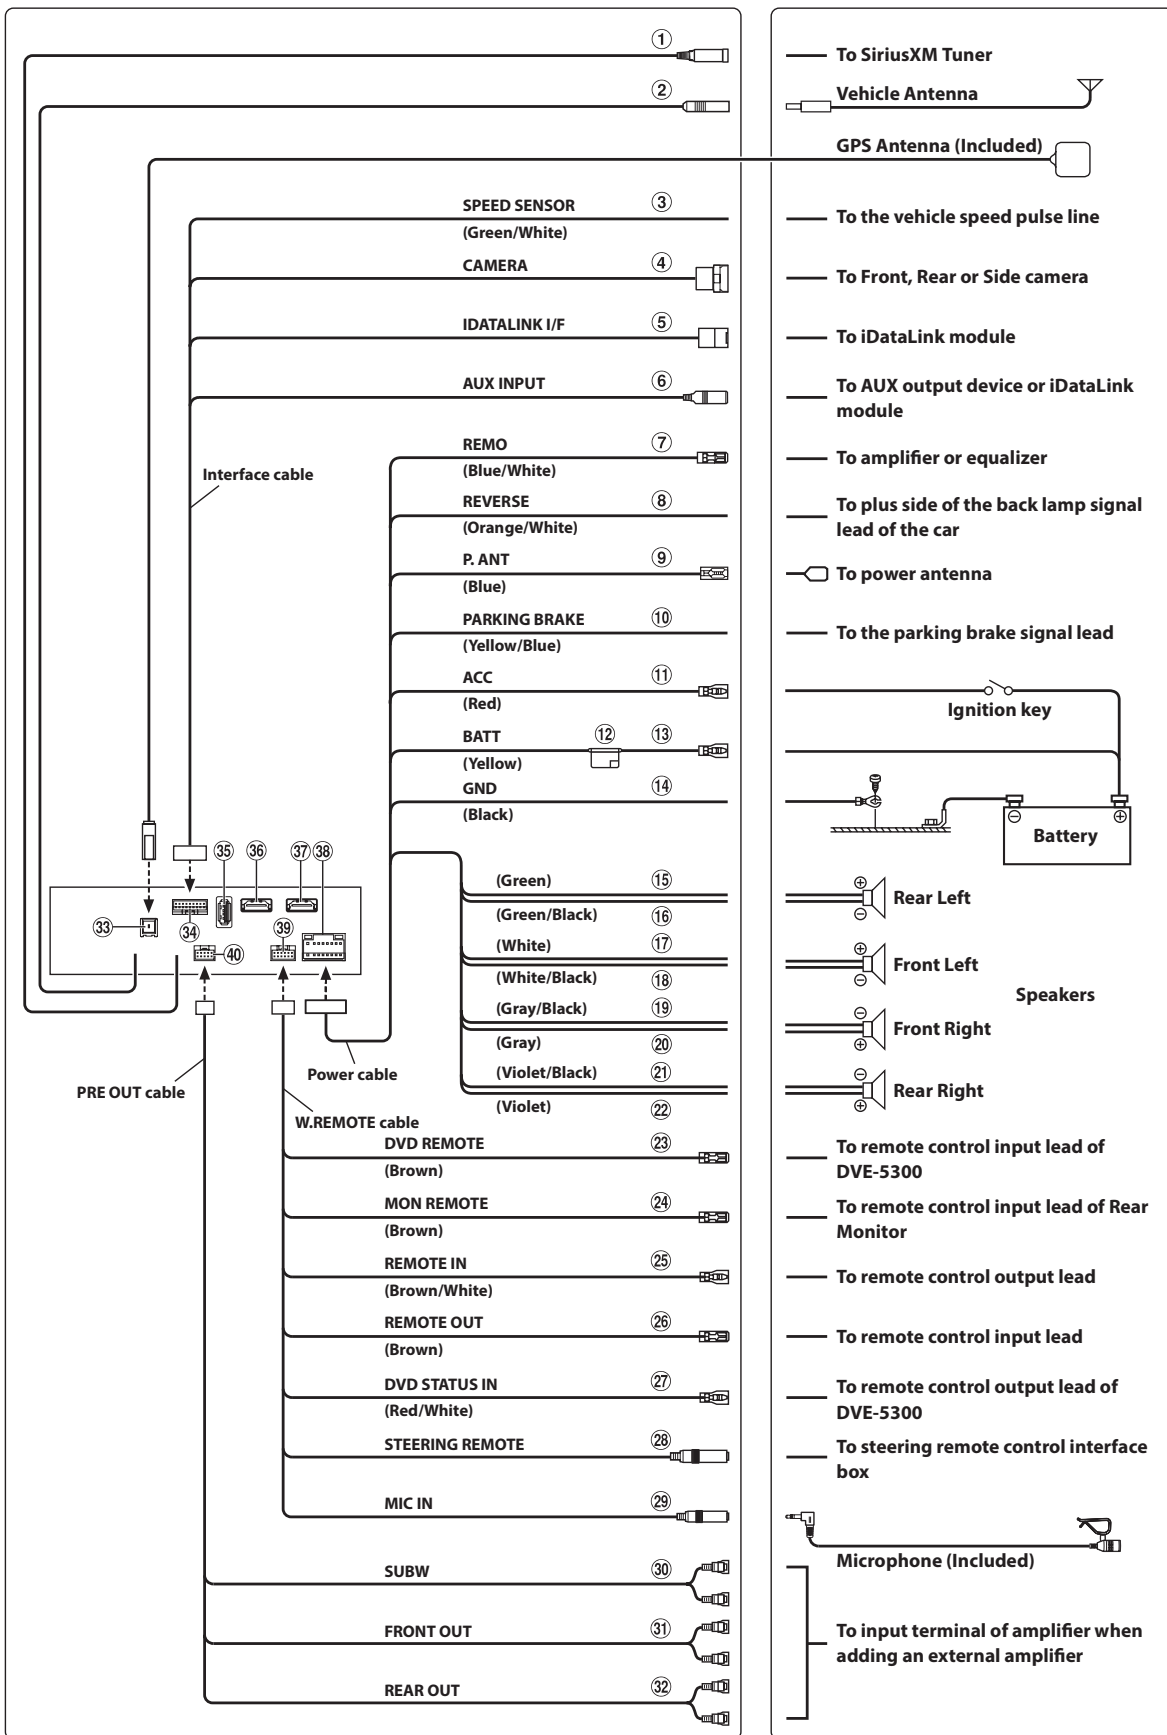 ①
To SiriusXM Tuner
②
Vehicle Antenna
GPS Antenna (Included)
SPEED SENSOR
③
(Green/White)
To the vehicle speed pulse line
CAMERA
④
To Front, Rear or Side camera
IDATALINK I/F
⑤
To iDataLink module
AUX INPUT
⑥
To AUX output device or iDataLink
module
REMO
⑦
(Blue/White)
To amplifier or equalizer
Interface cable
REVERSE
⑧
(Orange/White)
To plus side of the back lamp signal
lead of the car
P. ANT
⑨
(Blue)
To power antenna
PARKING BRAKE
⑩
(Yellow/Blue)
To the parking brake signal lead
ACC
⑪
(Red)
Ignition key
BATT
⑫
⑬
(Yellow)
GND
⑭
(Black)
⊖
⊕
Battery
㉟
㊱
㊲
㊳
㉝
㉞
㊴
㊵
(Green)
⑮
(Green/Black)
⑯
⊕
⊖
Rear Left
(White)
⑰
(White/Black)
⑱
⊕
⊖
Front Left
Speakers
(Gray/Black)
⑲
(Gray)
⑳
⊖
⊕
Front Right
(Violet/Black)
㉑
(Violet)
㉒
⊖
⊕
Rear Right
Power cable
PRE OUT cable
W.REMOTE cable
DVD REMOTE
㉓
(Brown)
To remote control input lead of
DVE-5300
MON REMOTE
㉔
(Brown)
To remote control input lead of Rear
Monitor
REMOTE IN
㉕
(Brown/White)
To remote control output lead
REMOTE OUT
㉖
(Brown)
To remote control input lead
DVD STATUS IN
㉗
(Red/White)
To remote control output lead of
DVE-5300
STEERING REMOTE
㉘
To steering remote control interface
box
MIC IN
㉙
Microphone (Included)
SUBW
㉚
FRONT OUT
㉛
To input terminal of amplifier when
adding an external amplifier
REAR OUT
㉜